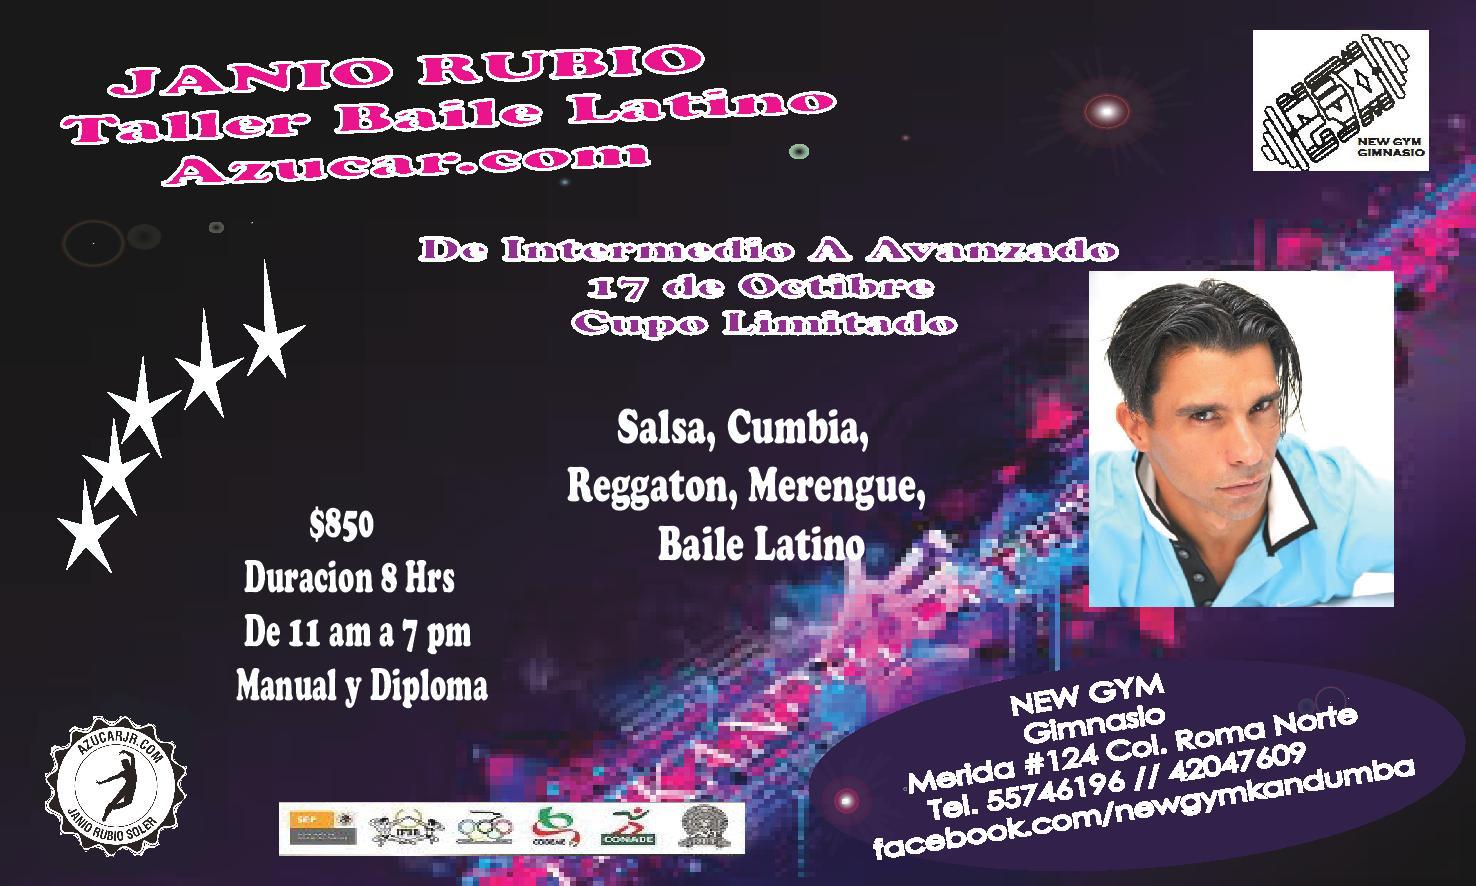 JANIO RUBIO
Taller Baile Latino
Azucar.com
NEW GYM
GIMNASIO
De Intermedio A Avanzado
17 de Octibre
Cupo Limitado
Salsa, Cumbia,
Reggaton, Merengue,
Baile Latino
$850
Duracion 8 Hrs
De 11 am a 7 pm
Manual y Diploma
NEW GYM
Gimnasio
Merida #124 Col. Roma Norte
Tel. 55746196 // 42047609
facebook.com/newgymkandumba
AZUCARJR.COM
JANIO RUBIO SOLER
SEP
CODEME
CONADE